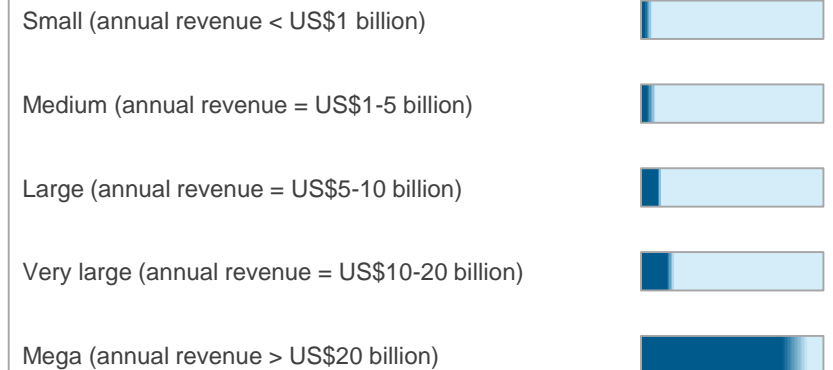 Small (annual revenue < US$1 billion)
Medium (annual revenue = US$1-5 billion)
Large (annual revenue = US$5-10 billion)
Very large (annual revenue = US$10-20 billion)
Mega (annual revenue > US$20 billion)